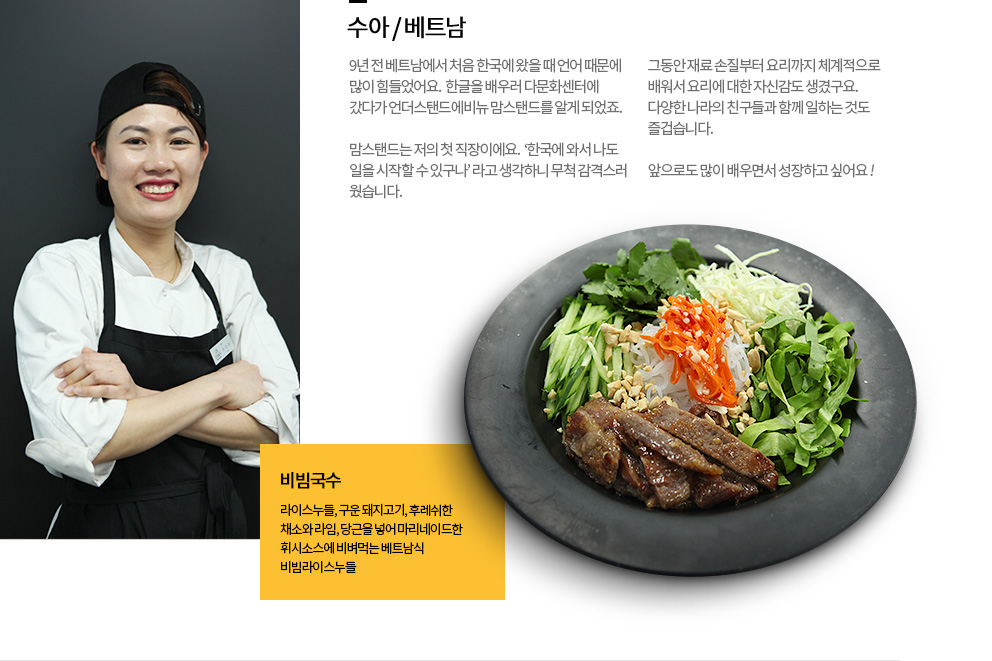 수아 / 베트남
9년 전 베트남에서 처음 한국에 왔을 때 언어 때문에
많이 힘들었어요. 한글을 배우러 다문화센터에
갔다가 언더스탠드에비뉴 맘스탠드를 알게 되었죠.
맘스탠드는 저의 첫 직장이에요. ‘한국에 와서 나도
일을 시작할 수 있구나’ 라고 생각하니 무척 감격스러
웠습니다.
그동안 재료 손질부터 요리까지 체계적으로
배워서 요리에 대한 자신감도 생겼구요.
다양한 나라의 친구들과 함께 일하는 것도
즐겁습니다.
앞으로도 많이 배우면서 성장하고 싶어요 !
비빔국수
라이스누들, 구운 돼지고기, 후레쉬한
채소와 라임, 당근을 넣어 마리네이드한
휘시소스에 비벼먹는 베트남식
비빔라이스누들